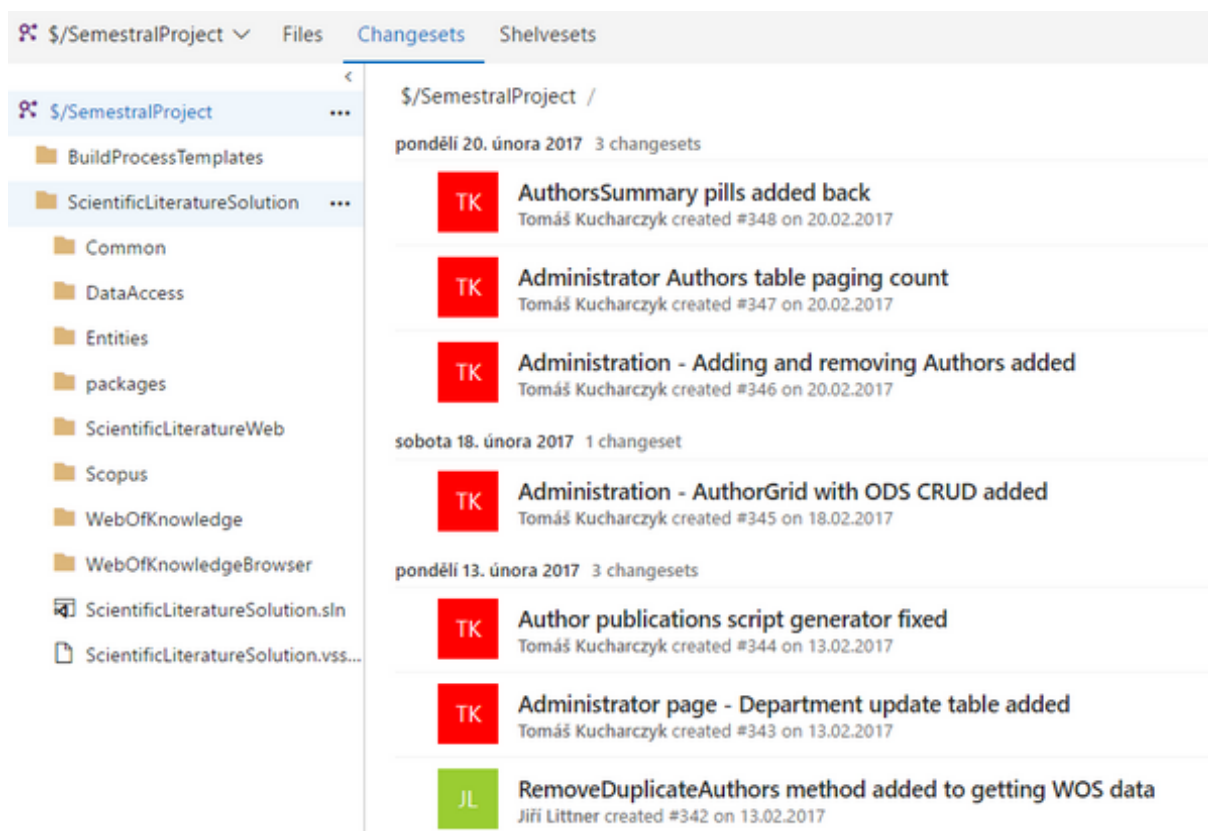 $/SemestralProject Files Changesets Shelvesets
<
$/SemestralProject ...
BuildProcessTemplates
ScientificLiteratureSolution ...
Common
DataAccess
Entities
packages
ScientificLiteratureWeb
Scopus
WebOfKnowledge
WebOfKnowledgeBrowser
ScientificLiteratureSolution.sln
ScientificLiteratureSolution.vss...
$/SemestralProject /
pondělí 20. února 2017 3 changesets
TK AuthorsSummary pills added back
Tomáš Kucharczyk created #348 on 20.02.2017
TK Administrator Authors table paging count
Tomáš Kucharczyk created #347 on 20.02.2017
TK Administration - Adding and removing Authors added
Tomáš Kucharczyk created #346 on 20.02.2017
sobota 18. února 2017 1 changeset
TK Administration - AuthorGrid with ODS CRUD added
Tomáš Kucharczyk created #345 on 18.02.2017
pondělí 13. února 2017 3 changesets
TK Author publications script generator fixed
Tomáš Kucharczyk created #344 on 13.02.2017
TK Administrator page - Department update table added
Tomáš Kucharczyk created #343 on 13.02.2017
JL RemoveDuplicateAuthors method added to getting WOS data
Jiří Littner created #342 on 13.02.2017